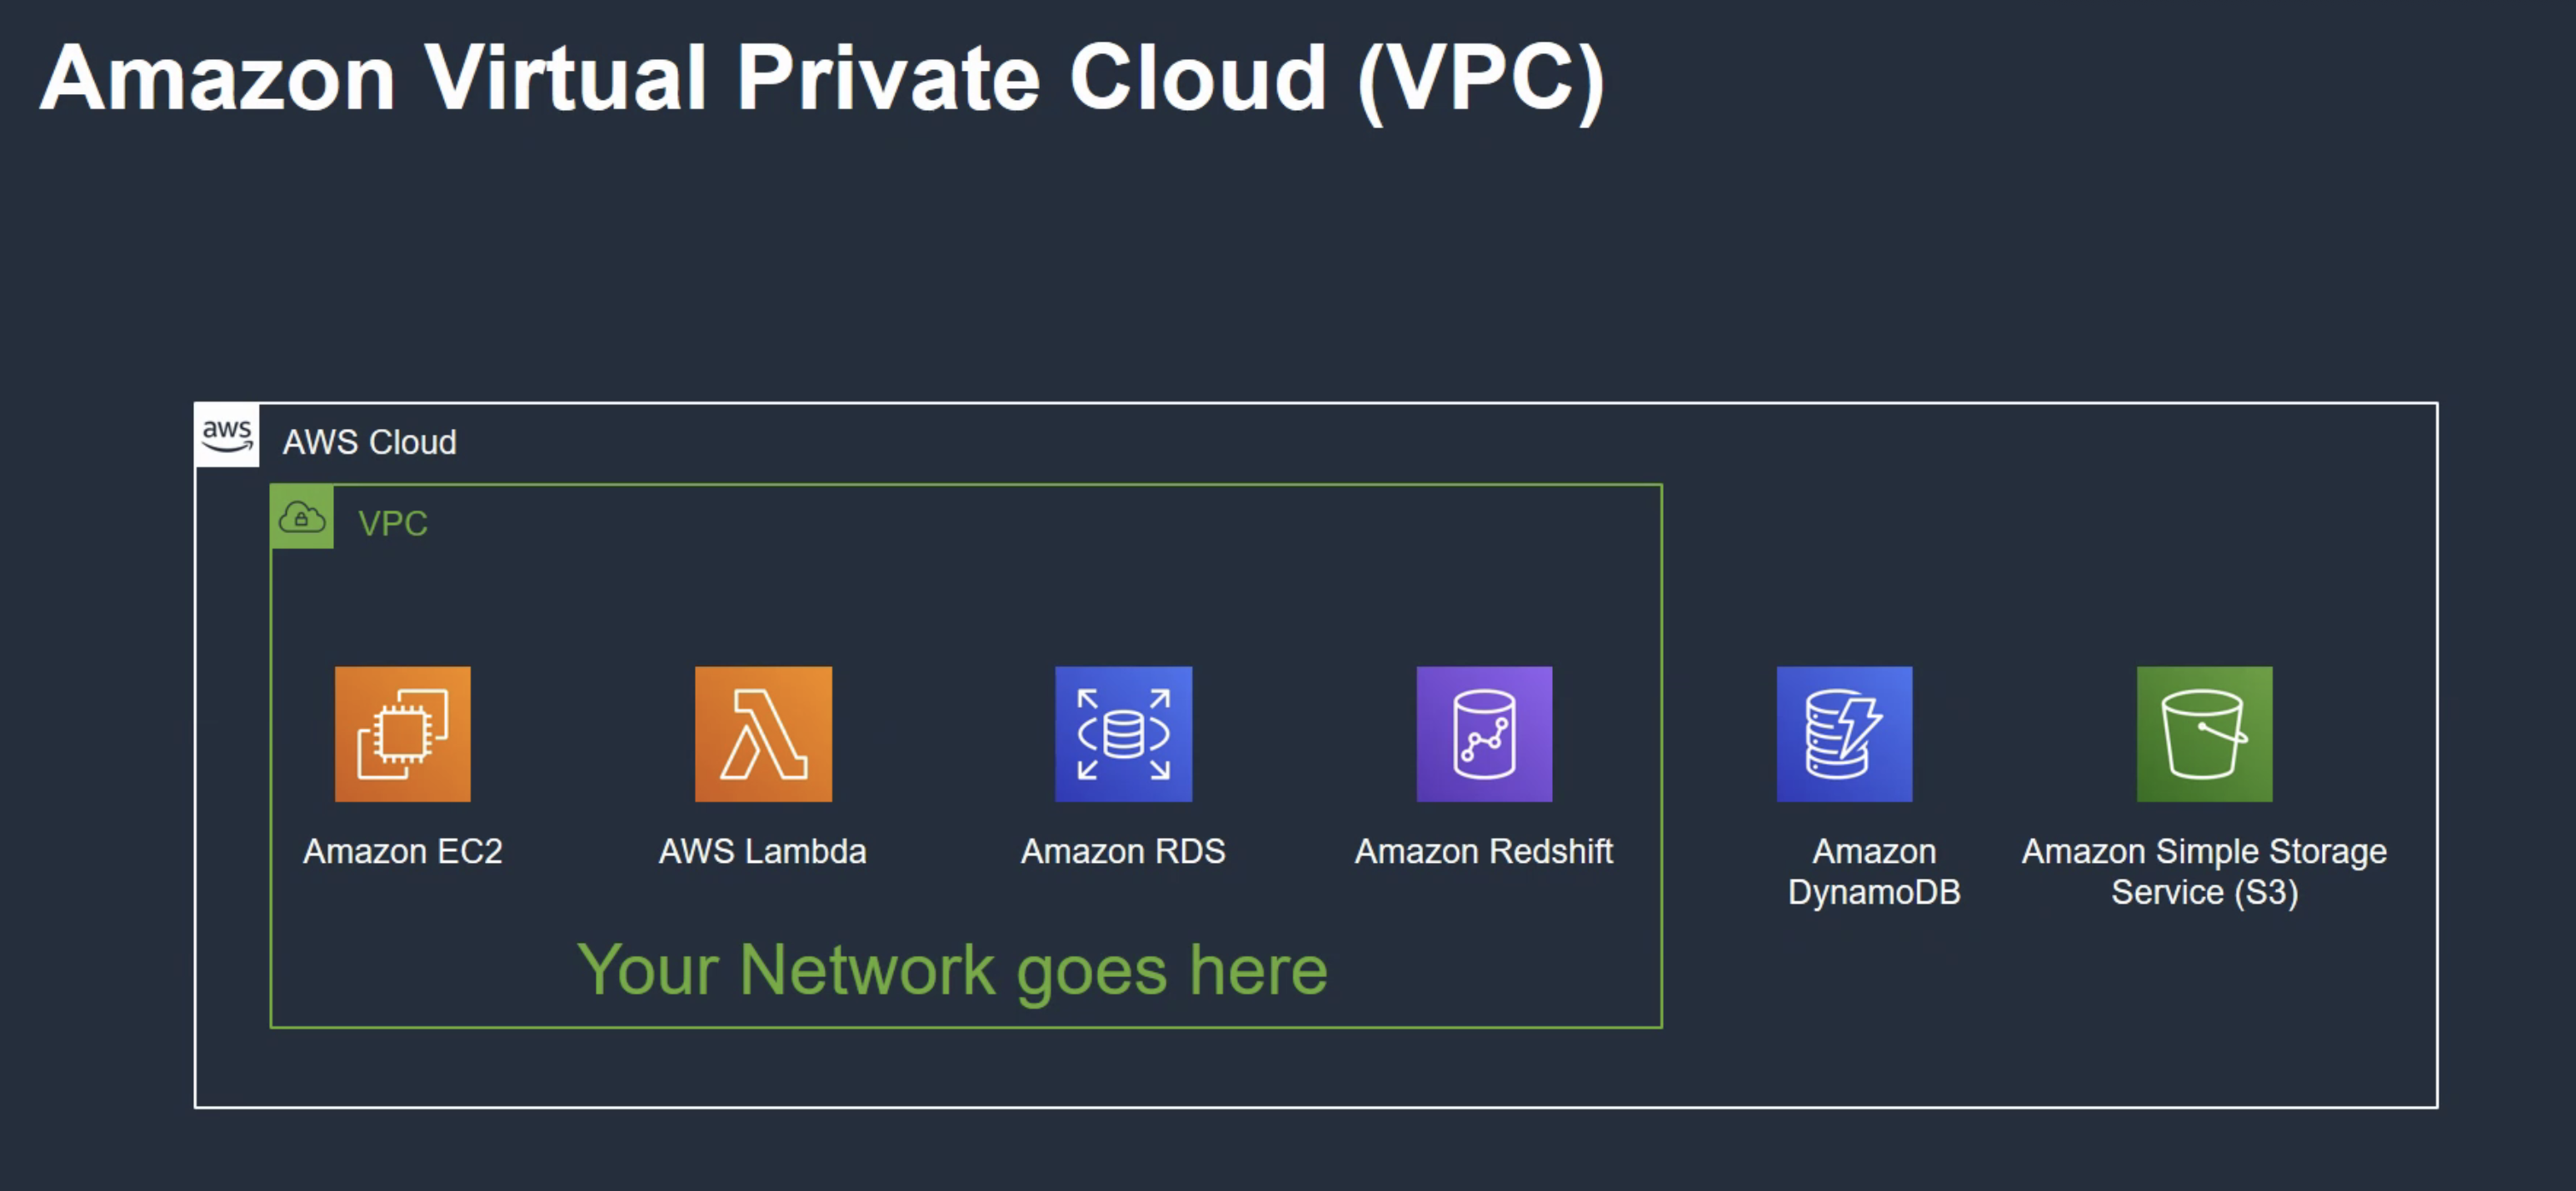 Amazon Virtual Private Cloud (VPC)
aws
AWS Cloud
VPC
Amazon EC2
AWS Lambda
Amazon RDS
Amazon Redshift
Amazon
DynamoDB
Amazon Simple Storage
Service (S3)
Your Network goes here